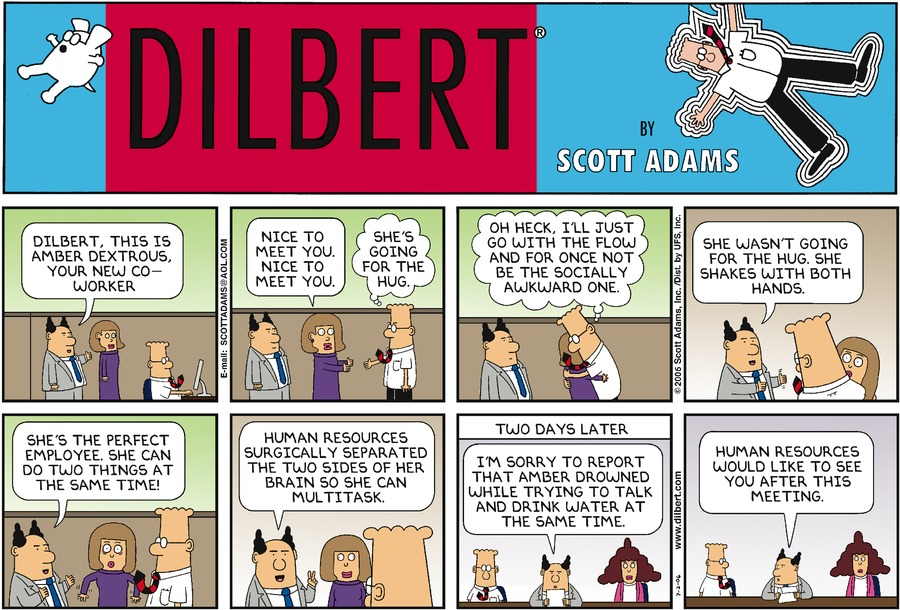 DILBERT®
BY
SCOTT ADAMS
DILBERT, THIS IS
AMBER DEXTROUS,
YOUR NEW CO-
WORKER
E-mail: SCOTTADAMS@AOL.COM
NICE TO
MEET YOU.
NICE TO
MEET YOU.
SHE'S
GOING
FOR THE
HUG.
OH HECK, I'LL JUST
GO WITH THE FLOW
AND FOR ONCE NOT
BE THE SOCIALLY
AWKWARD ONE.
© 2006 Scott Adams, Inc./Dist. by UFS, Inc.
SHE WASN'T GOING
FOR THE HUG. SHE
SHAKES WITH BOTH
HANDS.
SHE'S THE PERFECT
EMPLOYEE. SHE CAN
DO TWO THINGS AT
THE SAME TIME!
HUMAN RESOURCES
SURGICALLY SEPARATED
THE TWO SIDES OF HER
BRAIN SO SHE CAN
MULTITASK.
TWO DAYS LATER
I'M SORRY TO REPORT
THAT AMBER DROWNED
WHILE TRYING TO TALK
AND DRINK WATER AT
THE SAME TIME.
www.dilbert.com
7-2-06
HUMAN RESOURCES
WOULD LIKE TO SEE
YOU AFTER THIS
MEETING.